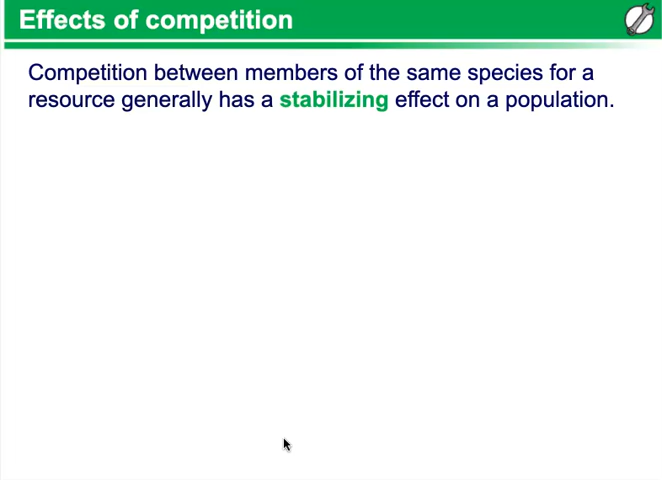 Effects of competition
Competition between members of the same species for a
resource generally has a stabilizing effect on a population.